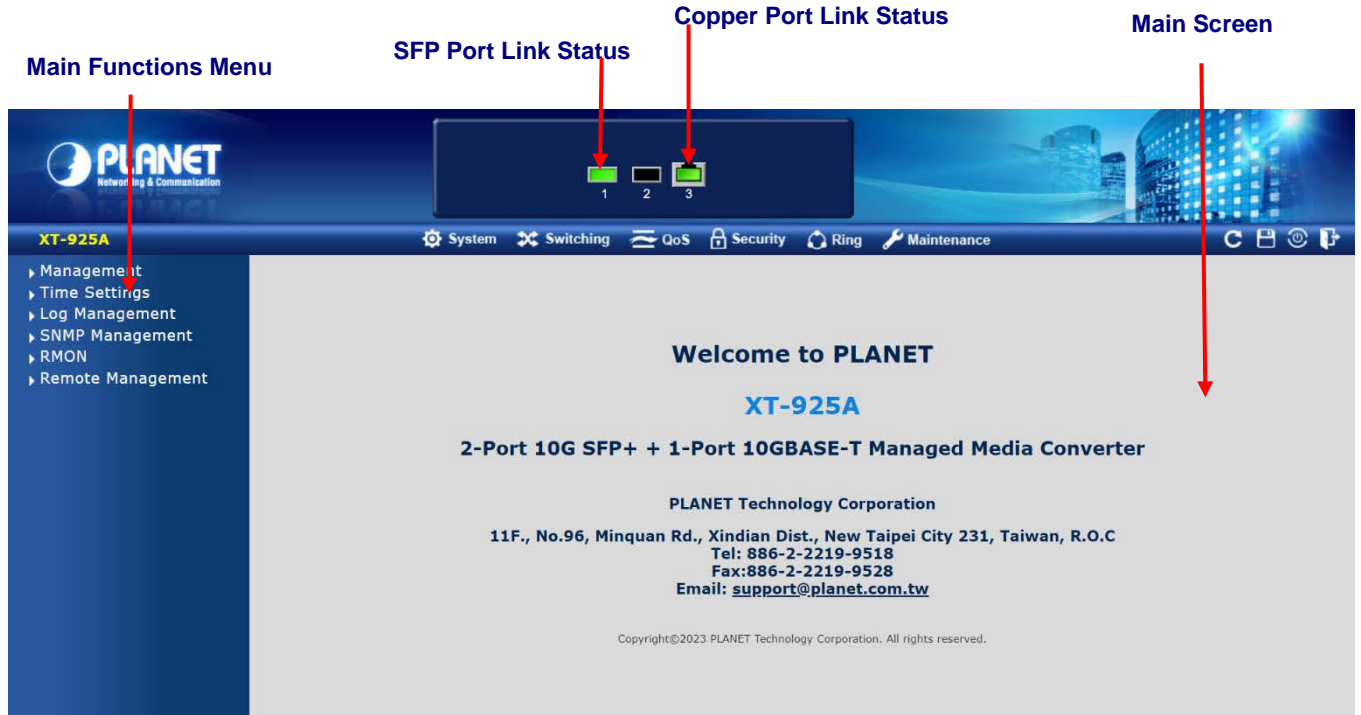 Copper Port Link Status
Main Screen
SFP Port Link Status
Main Functions Menu
PLANET
Networking & Communication
1 2 3
XT-925A
System Switching QoS Security Ring Maintenance
Management
Time Settings
Log Management
SNMP Management
RMON
Remote Management
Welcome to PLANET
XT-925A
2-Port 10G SFP+ + 1-Port 10GBASE-T Managed Media Converter
PLANET Technology Corporation
11F., No.96, Minquan Rd., Xindian Dist., New Taipei City 231, Taiwan, R.O.C
Tel: 886-2-2219-9518
Fax:886-2-2219-9528
Email: support@planet.com.tw
Copyright©2023 PLANET Technology Corporation. All rights reserved.